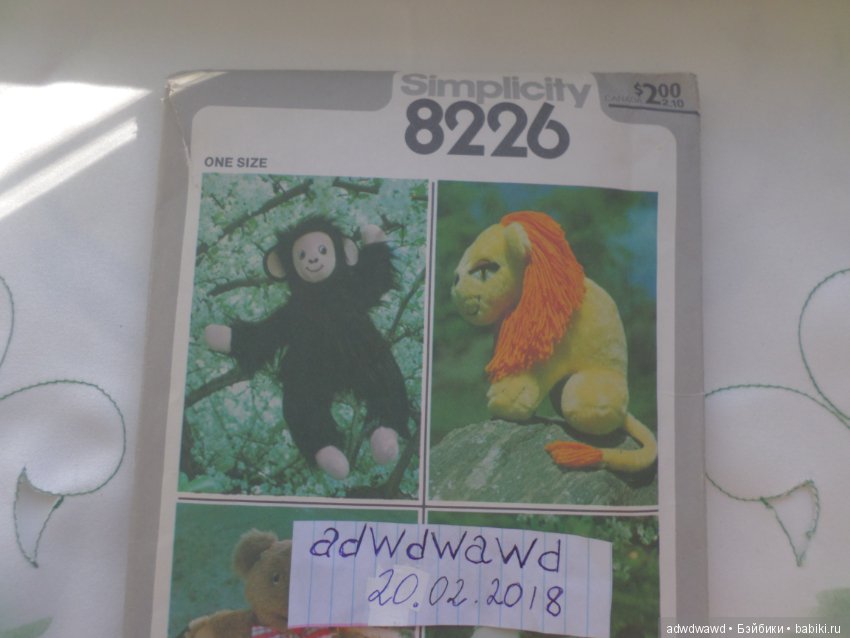 Simplicity
8226
$2.00
CANADA 2.10
ONE SIZE
adwdwawd
20.02.2018
adwdwawd • Бэйбики • babiki.ru